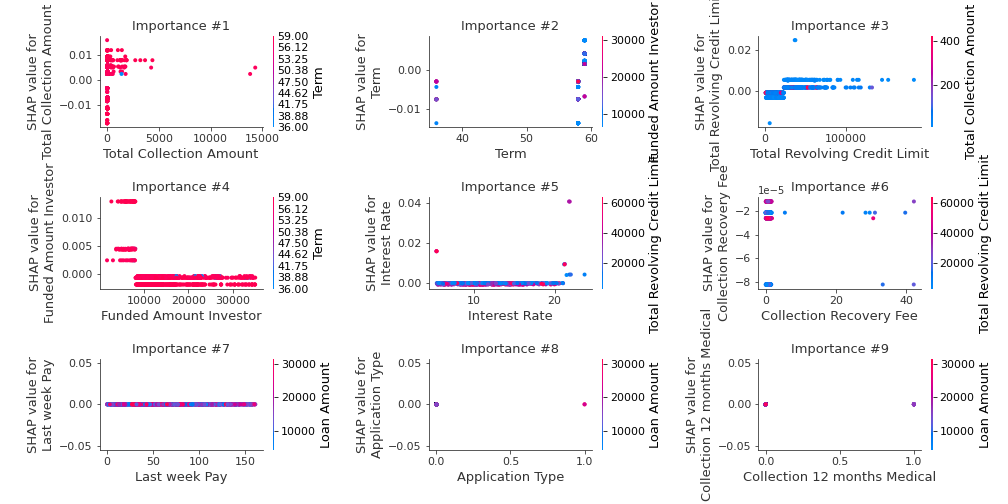 Importance #1
SHAP value for
Total Collection Amount
0.01
0.00
−0.01
0
5000
10000
15000
Total Collection Amount
59.00
56.12
53.25
50.38
47.50
44.62
41.75
38.88
36.00
Term
Importance #2
SHAP value for
Term
0.00
−0.01
40
50
60
Term
30000
20000
10000
Funded Amount Investor
Importance #3
SHAP value for
Total Revolving Credit Limit
0.02
0.00
0
100000
Total Revolving Credit Limit
400
200
Total Collection Amount
Importance #4
SHAP value for
Funded Amount Investor
0.010
0.005
0.000
10000
20000
30000
Funded Amount Investor
59.00
56.12
53.25
50.38
47.50
44.62
41.75
38.88
36.00
Term
Importance #5
SHAP value for
Interest Rate
0.04
0.02
0.00
10
20
Interest Rate
60000
40000
20000
Total Revolving Credit Limit
Importance #6
1e−5
SHAP value for
Collection Recovery Fee
−2
−4
−6
−8
0
20
40
Collection Recovery Fee
60000
40000
20000
Total Revolving Credit Limit
Importance #7
SHAP value for
Last week Pay
0.05
0.00
−0.05
0
50
100
150
Last week Pay
30000
20000
10000
Loan Amount
Importance #8
SHAP value for
Application Type
0.05
0.00
−0.05
0.0
0.5
1.0
Application Type
30000
20000
10000
Loan Amount
Importance #9
SHAP value for
Collection 12 months Medical
0.05
0.00
−0.05
0.0
0.5
1.0
Collection 12 months Medical
30000
20000
10000
Loan Amount